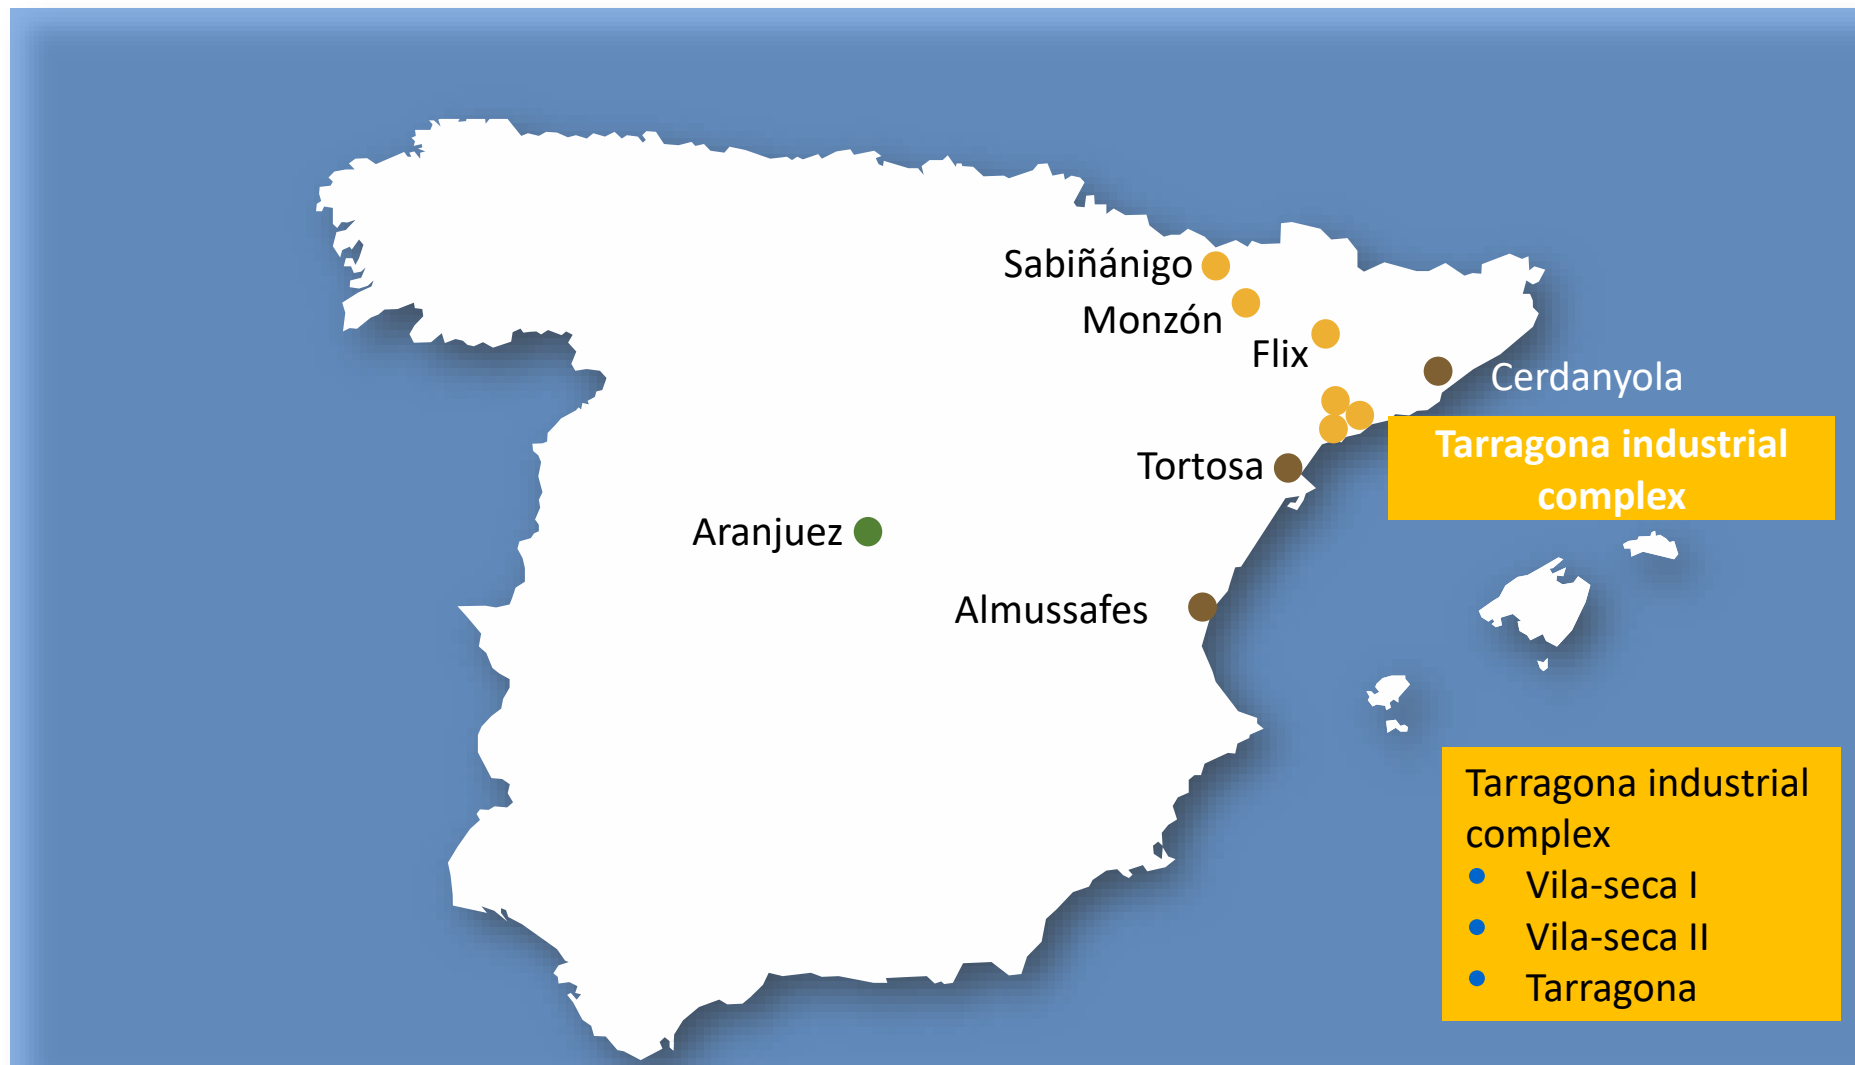 Sabiñánigo
Monzón
Flix
Cerdanyola
Tarragona industrial
complex
Tortosa
Aranjuez
Almussafes
Tarragona industrial
complex
• Vila-seca I
• Vila-seca II
• Tarragona